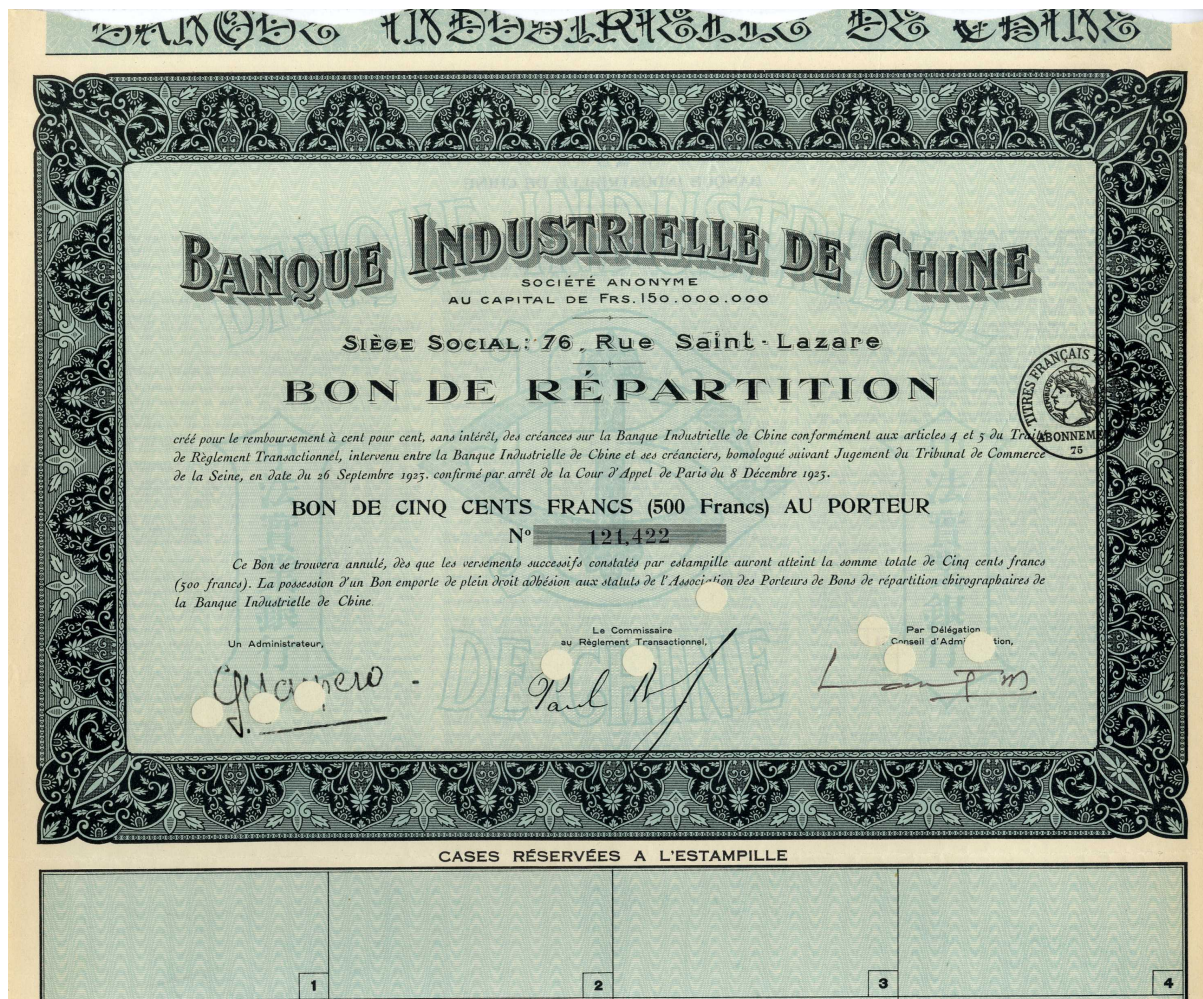 BANQUE INDUSTRIELLE DE CHINE
BANQUE INDUSTRIELLE DE CHINE
SOCIÉTÉ ANONYME
AU CAPITAL DE FRS. 150.000.000
SIÈGE SOCIAL: 76, Rue Saint-Lazare
BON DE RÉPARTITION
créé pour le remboursement à cent pour cent, sans intérêt, des créances sur la Banque Industrielle de Chine conformément aux articles 4 et 5 du Traité
de Règlement Transactionnel, intervenu entre la Banque Industrielle de Chine et ses créanciers, homologué suivant Jugement du Tribunal de Commerce
de la Seine, en date du 26 Septembre 1923. confirmé par arrêt de la Cour d'Appel de Paris du 8 Décembre 1923.
TITRES FRANÇAIS
ABONNEM
75
BON DE CINQ CENTS FRANCS (500 Francs) AU PORTEUR
Nº 121,422
Ce Bon se trouvera annulé, dès que les versements successifs constatés par estampille auront atteint la somme totale de Cinq cents francs
(500 francs). La possession d'un Bon emporte de plein droit adhésion aux statuts de l'Association des Porteurs de Bons de répartition chirographaires de
la Banque Industrielle de Chine.
Un Administrateur,
Le Commissaire
au Règlement Transactionnel,
Par Délégation
Conseil d'Administration,
Paul
DE CHINE
CASES RÉSERVÉES A L'ESTAMPILLE
1
2
3
4